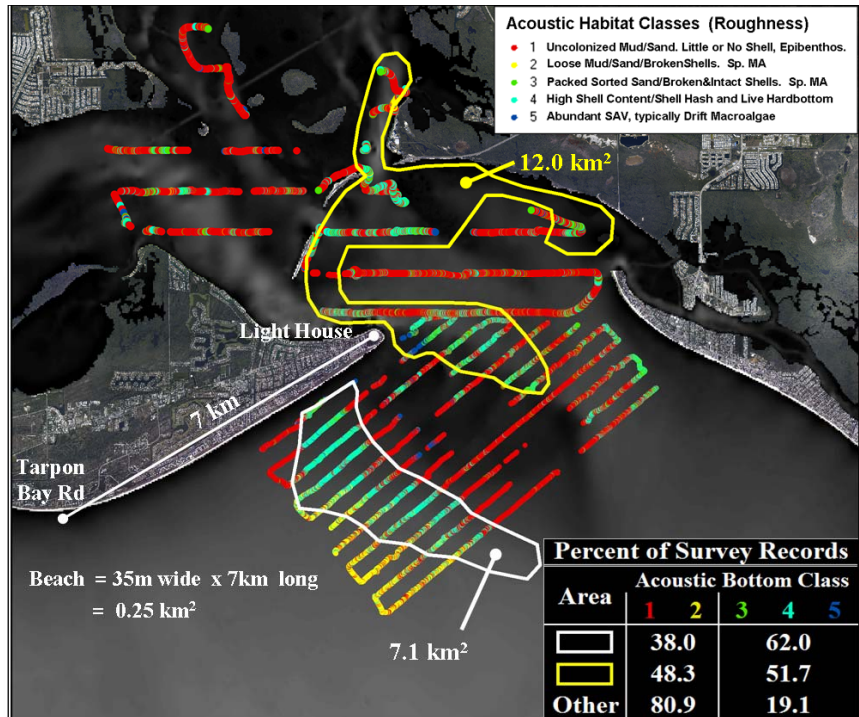 Acoustic Habitat Classes (Roughness)
1 Uncolonized Mud/Sand. Little or No Shell, Epibenthos.
2 Loose Mud/Sand/BrokenShells. Sp. MA
3 Packed Sorted Sand/Broken&Intact Shells. Sp. MA
4 High Shell Content/Shell Hash and Live Hardbottom
5 Abundant SAV, typically Drift Macroalgae
12.0 km²
Light House
7 km
Tarpon
Bay Rd
Beach = 35m wide x 7km long
= 0.25 km²
7.1 km²
Percent of Survey Records
Area Acoustic Bottom Class
1 2 3 4 5
38.0 62.0
48.3 51.7
Other 80.9 19.1